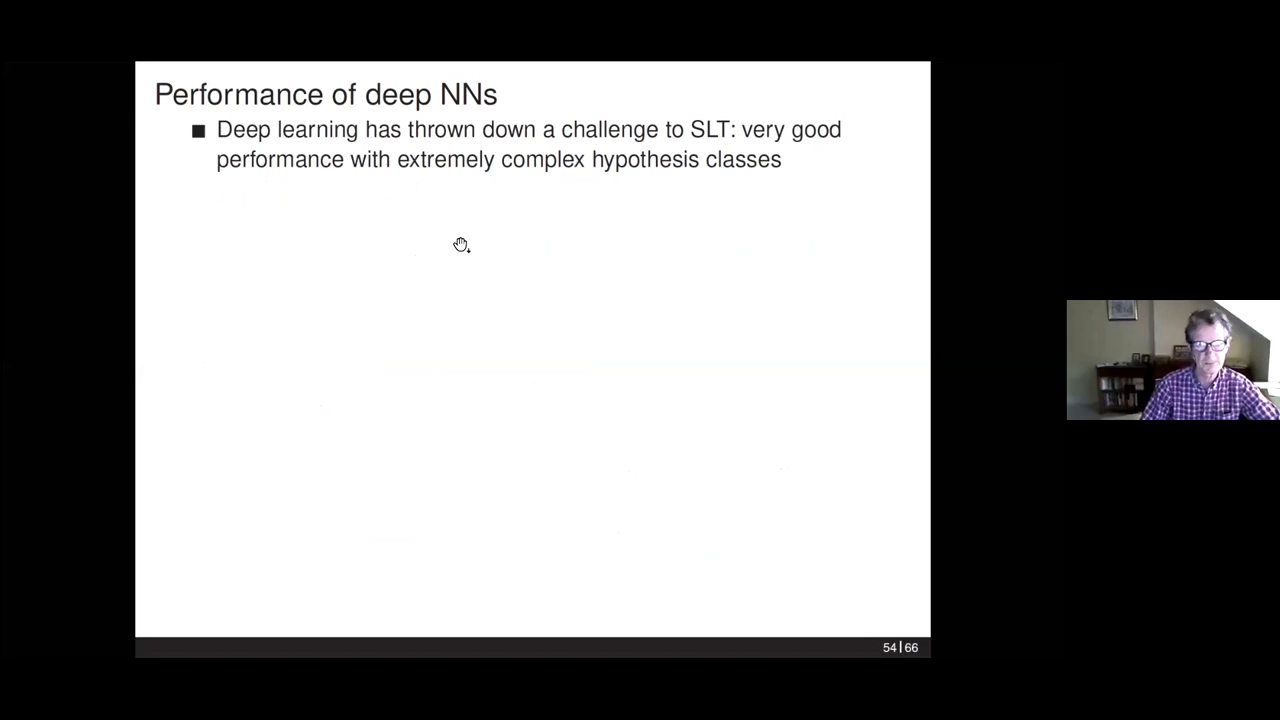 Performance of deep NNs
■ Deep learning has thrown down a challenge to SLT: very good
performance with extremely complex hypothesis classes
54|66